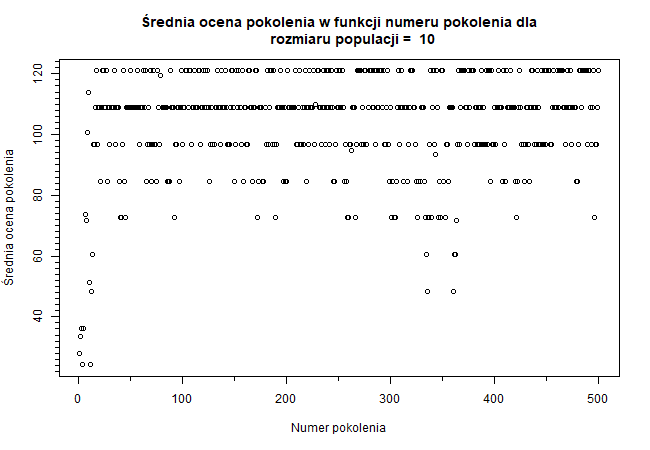 Średnia ocena pokolenia w funkcji numeru pokolenia dla
rozmiaru populacji = 10
Średnia ocena pokolenia
120
100
80
60
40
0 100 200 300 400 500
Numer pokolenia